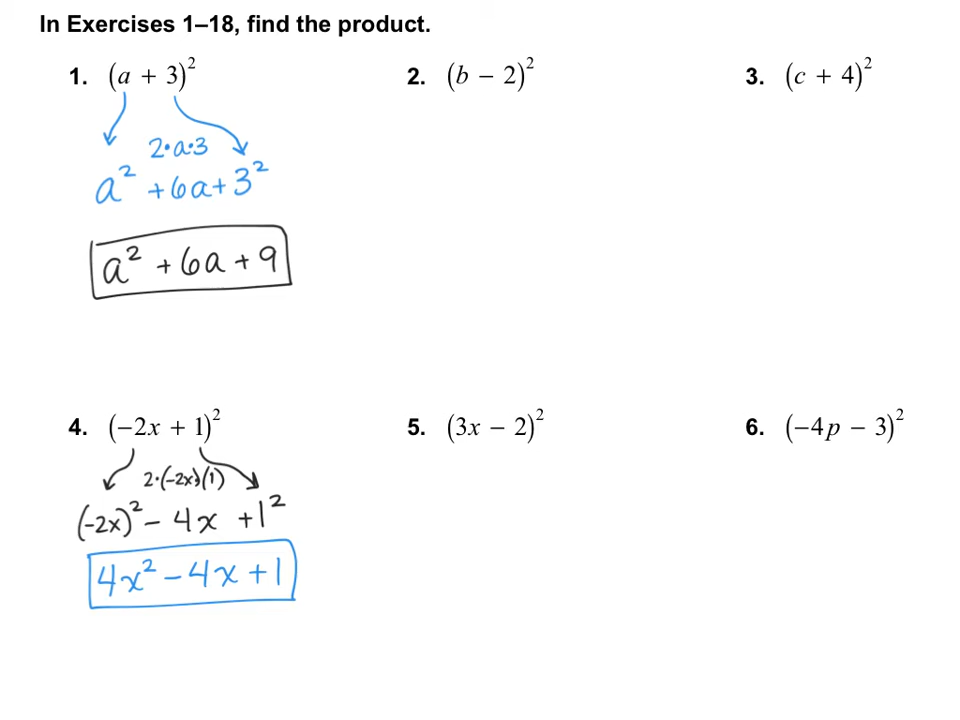 In Exercises 1–18, find the product.
1. (a + 3)²
2. (b − 2)²
3. (c + 4)²
2·a·3
a² + 6a + 3²
a² + 6a + 9
4. (−2x + 1)²
5. (3x − 2)²
6. (−4p − 3)²
2·(-2x)(1)
(-2x)² − 4x + 1²
4x² − 4x + 1